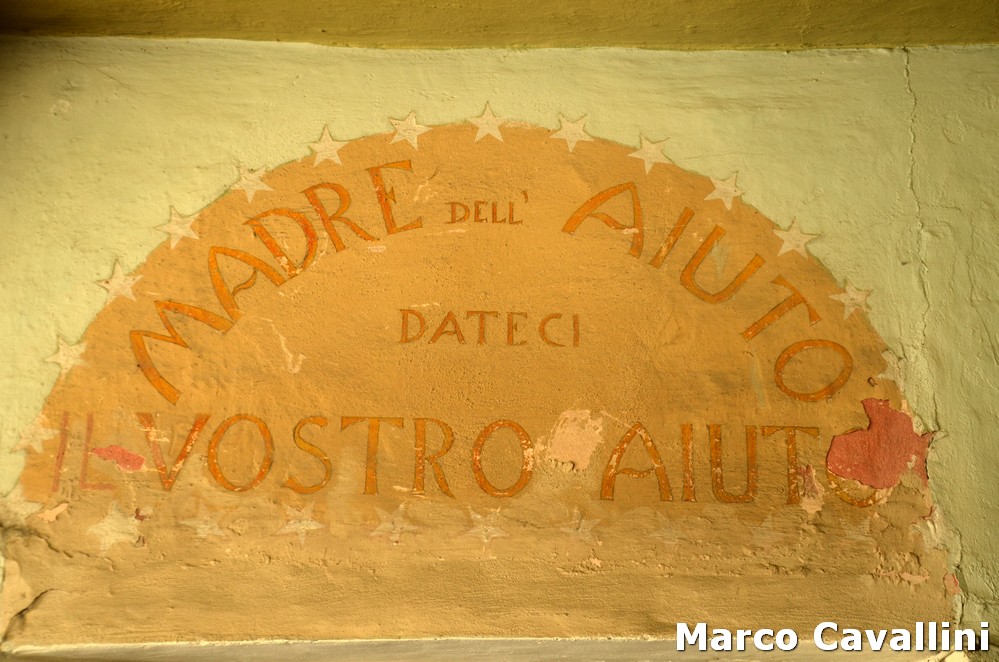 MADRE DELL' AIUTO
DATECI
IL VOSTRO AIUTO
Marco Cavallini